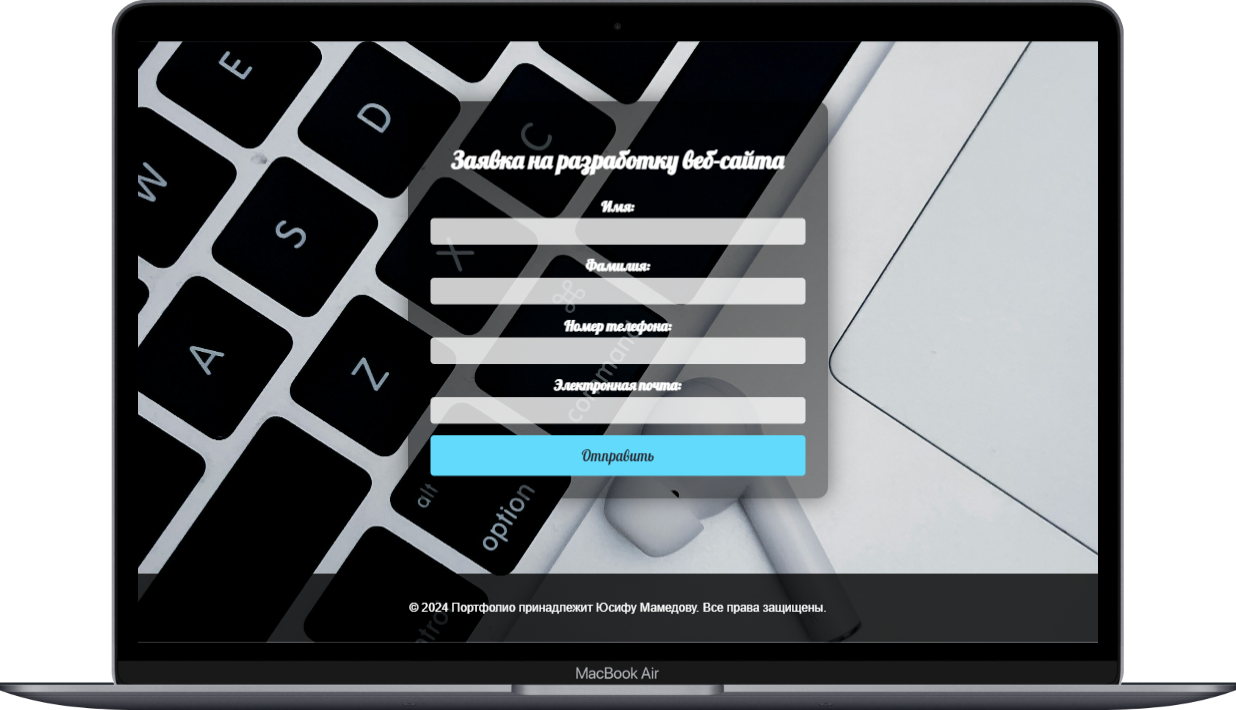 E
D
C
W
S
X
⌘
A
Z
command
alt
option
Заявка на разработку веб-сайта
Имя:
Фамилия:
Номер телефона:
Электронная почта:
Отправить
© 2024 Портфолио принадлежит Юсифу Мамедову. Все права защищены.
MacBook Air